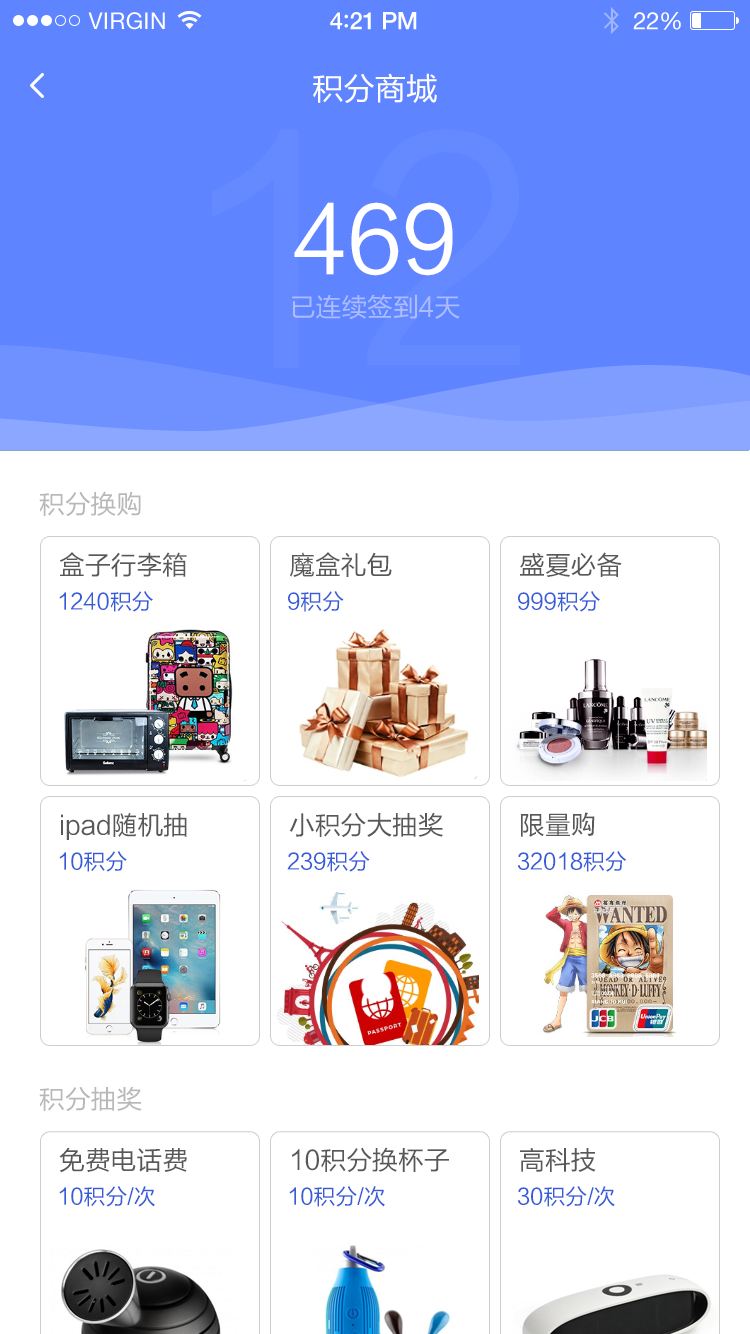 VIRGIN 4:21 PM 22%
积分商城
12
469
已连续签到4天
积分换购
盒子行李箱 魔盒礼包 盛夏必备
1240积分 9积分 999积分
LANCOME
LANCOME
UV
ipad随机抽 小积分大抽奖 限量购
10积分 239积分 32018积分
WANTED
DEAD OR ALIVE
MONKEY·D·LUFFY
JCB UnionPay
银联
PASSPORT
积分抽奖
免费电话费 10积分换杯子 高科技
10积分/次 10积分/次 30积分/次